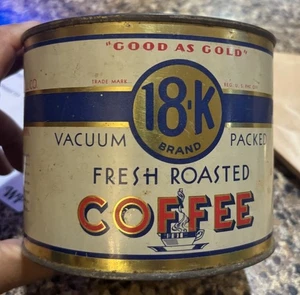 "GOOD AS GOLD"
TRADE MARK
18-K
BRAND
VACUUM PACKED
FRESH ROASTED
COFFEE